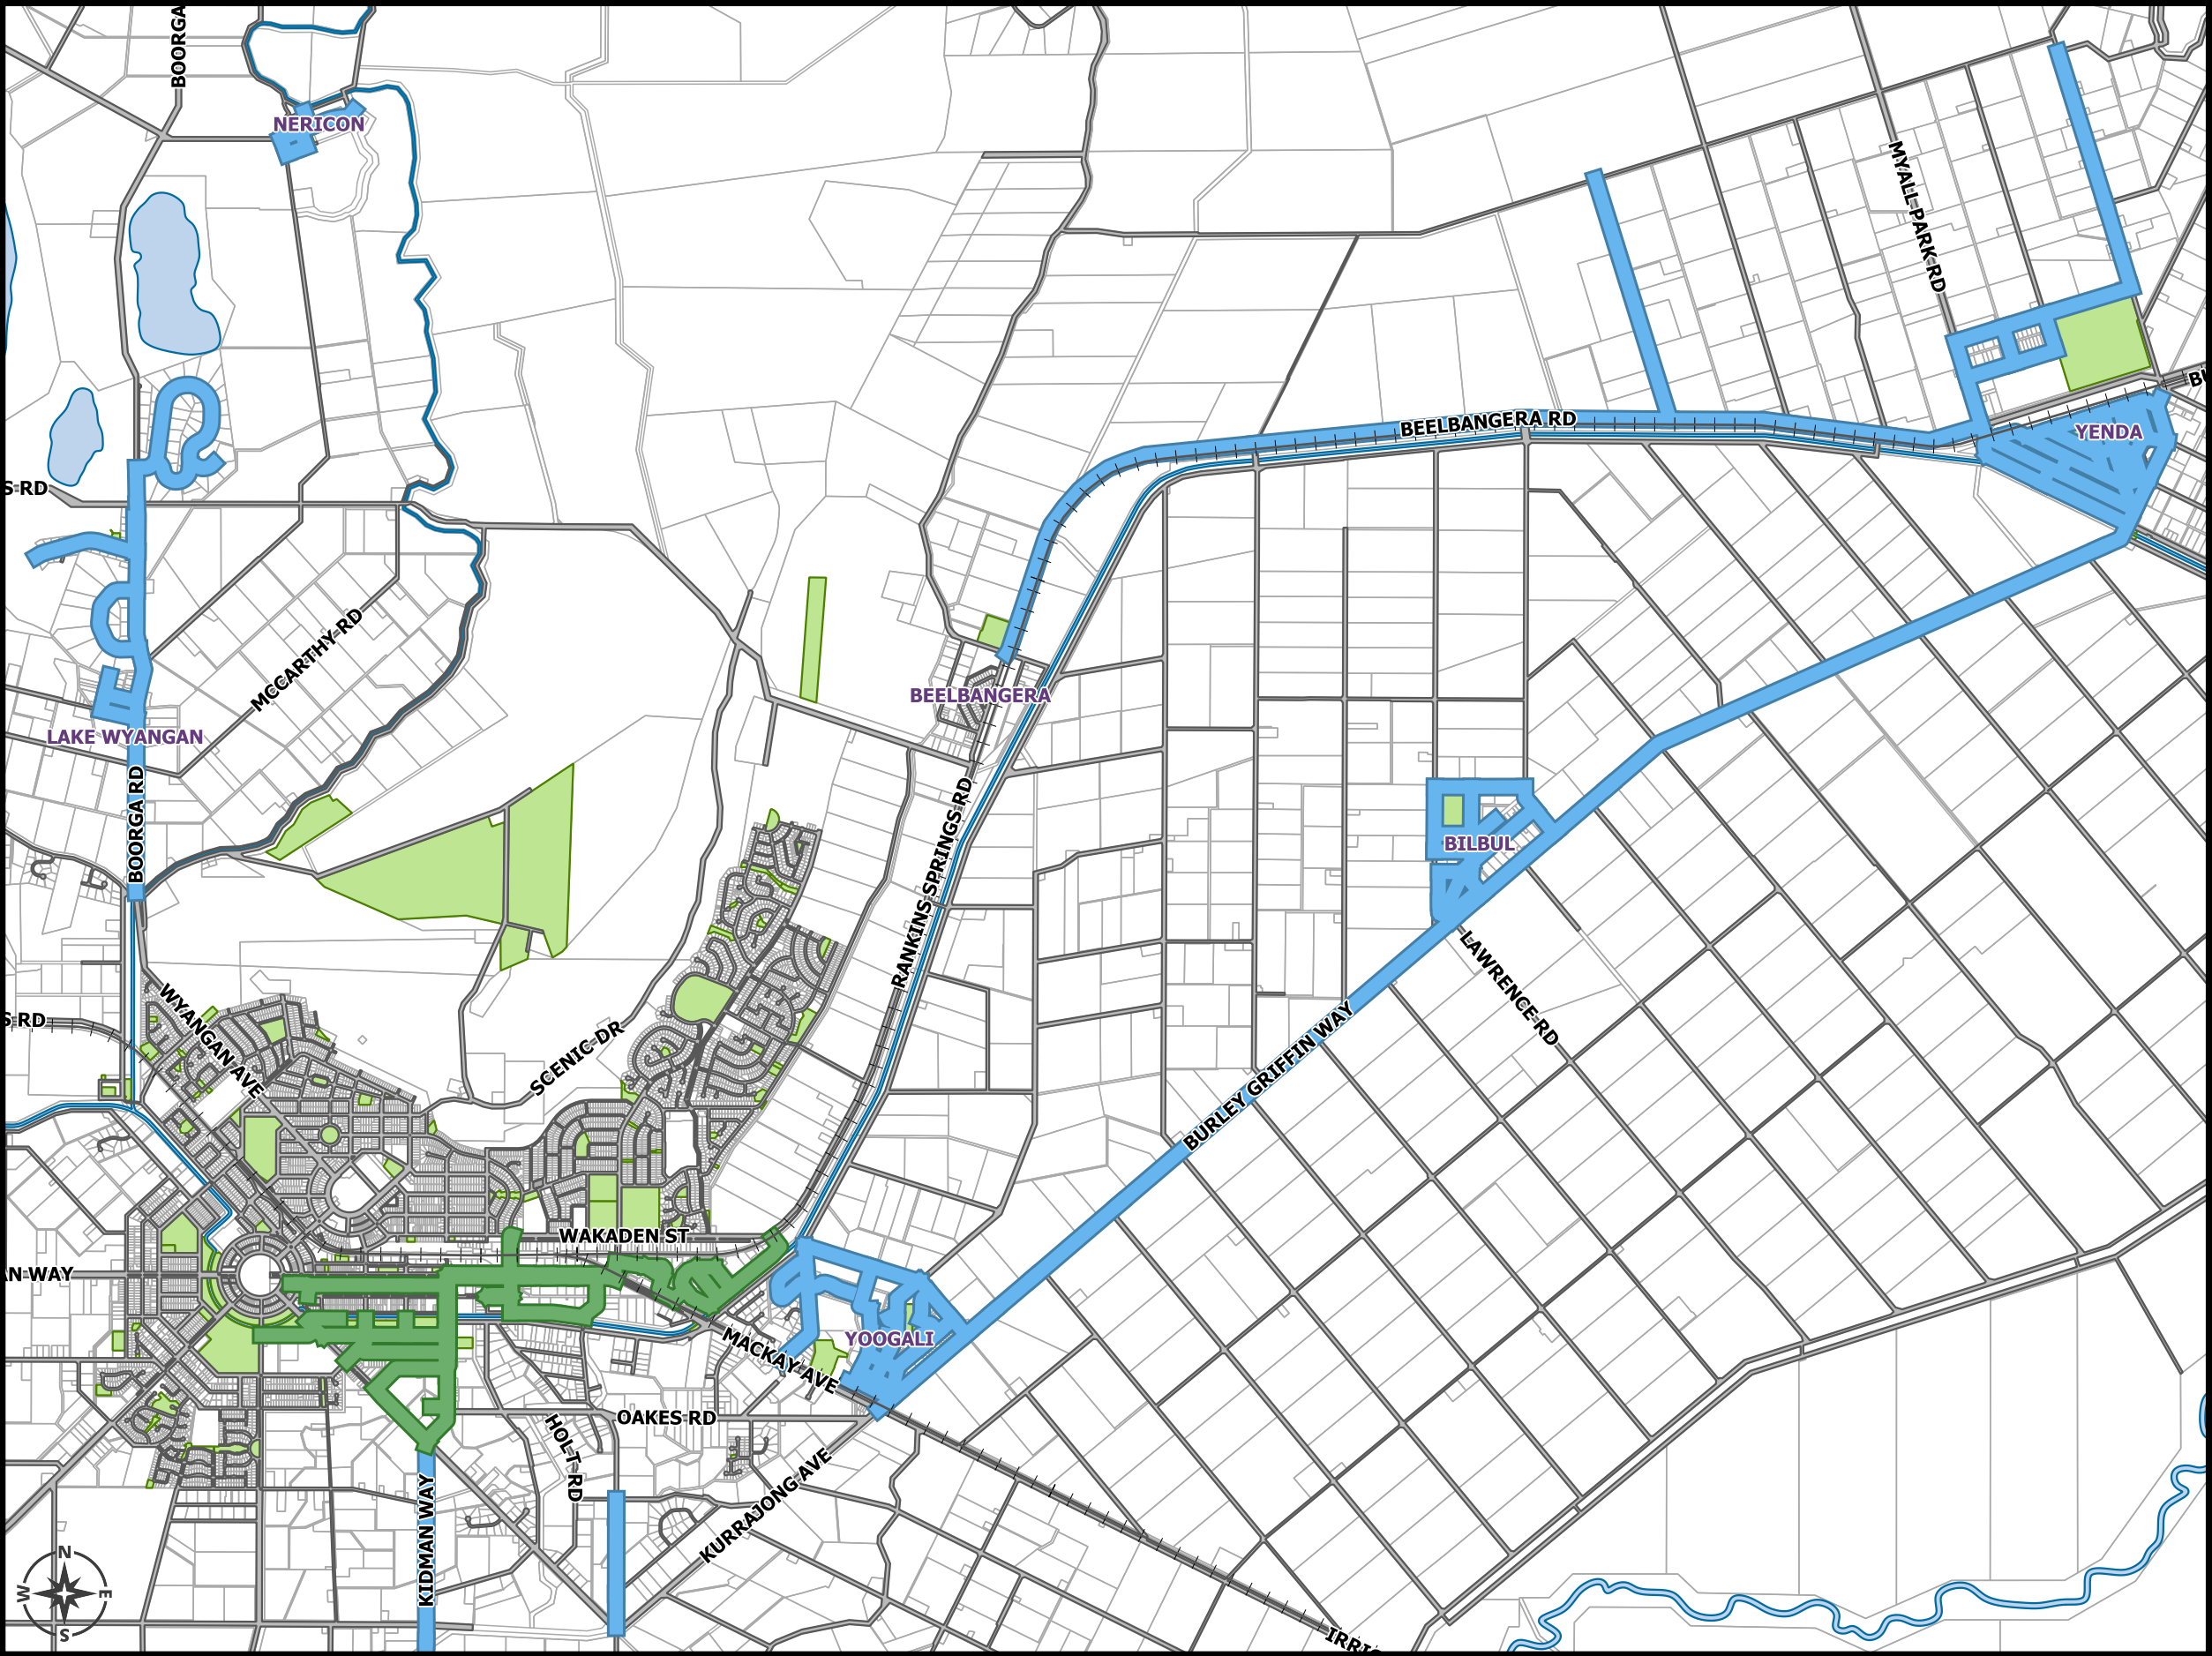 BOORGA
NERICON
MYALL PARK RD
BEELBANGERA RD
YENDA
S RD
MCCARTHY RD
BEELBANGERA
LAKE WYANGAN
BOORGA RD
RANKINS SPRINGS RD
BILBUL
LAWRENCE RD
WYANGAN AVE
S RD
SCENIC DR
BURLEY GRIFFIN WAY
WAKADEN ST
AN WAY
YOOGALI
MACKAY AVE
OAKES RD
HOLT RD
KURRAJONG AVE
KIDMAN WAY
N
W
E
S